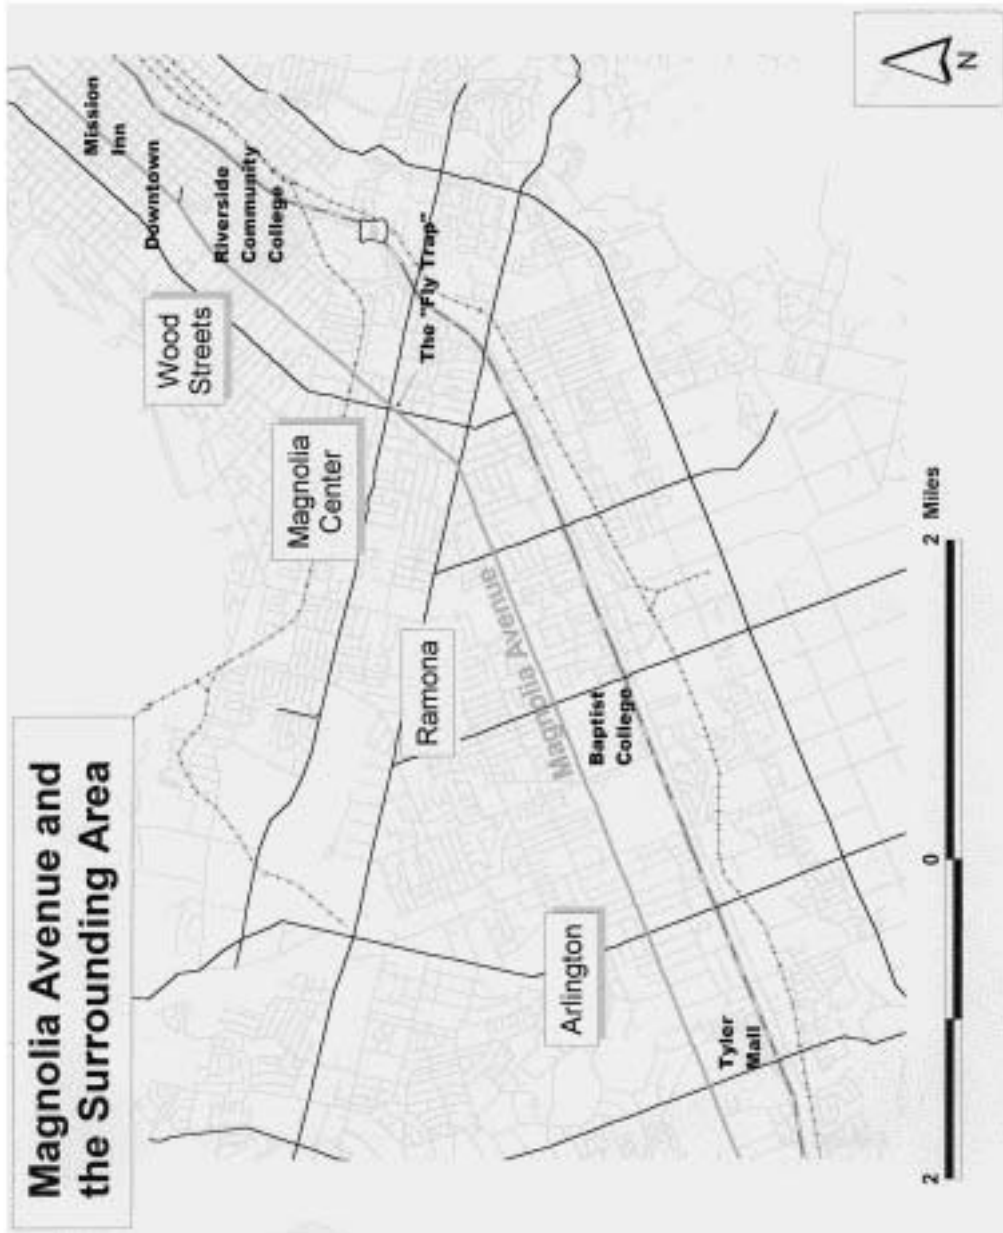 Magnolia Avenue and
the Surrounding Area
Mission
Inn
Downtown
Riverside
Community
College
Wood
Streets
The "Fly Trap"
Magnolia
Center
Ramona
Magnolia Avenue
Baptist
College
Arlington
Tyler
Mall
2
0
2 Miles
N